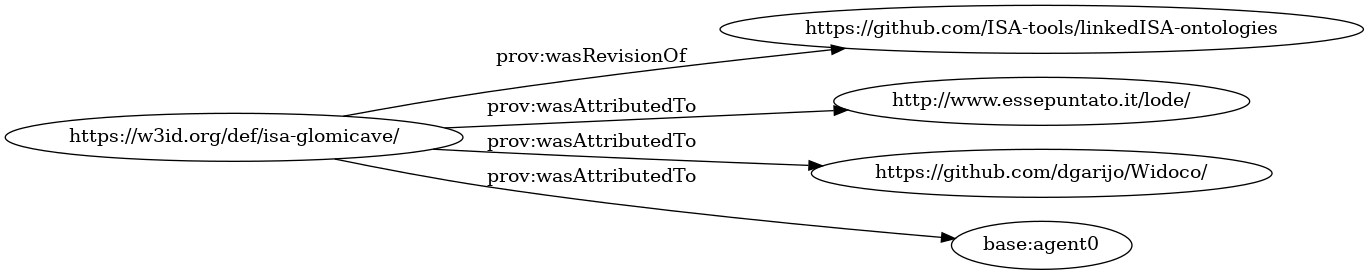 https://github.com/ISA-tools/linkedISA-ontologies
prov:wasRevisionOf
http://www.essepuntato.it/lode/
prov:wasAttributedTo
https://w3id.org/def/isa-glomicave/
prov:wasAttributedTo
https://github.com/dgarijo/Widoco/
prov:wasAttributedTo
base:agent0